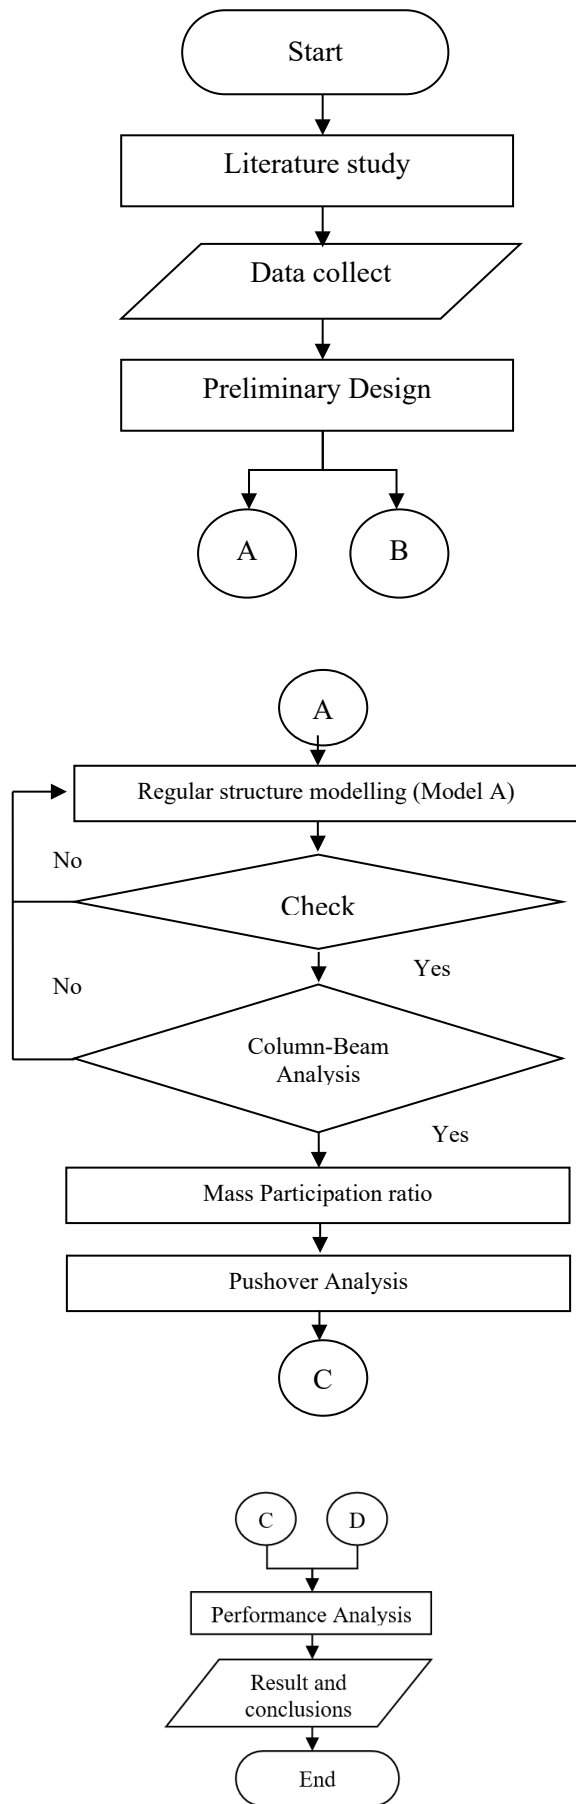 Start
Literature study
Data collect
Preliminary Design
A
B
A
Regular structure modelling (Model A)
No
Check
Yes
No
Column-Beam
Analysis
Yes
Mass Participation ratio
Pushover Analysis
C
C
D
Performance Analysis
Result and
conclusions
End